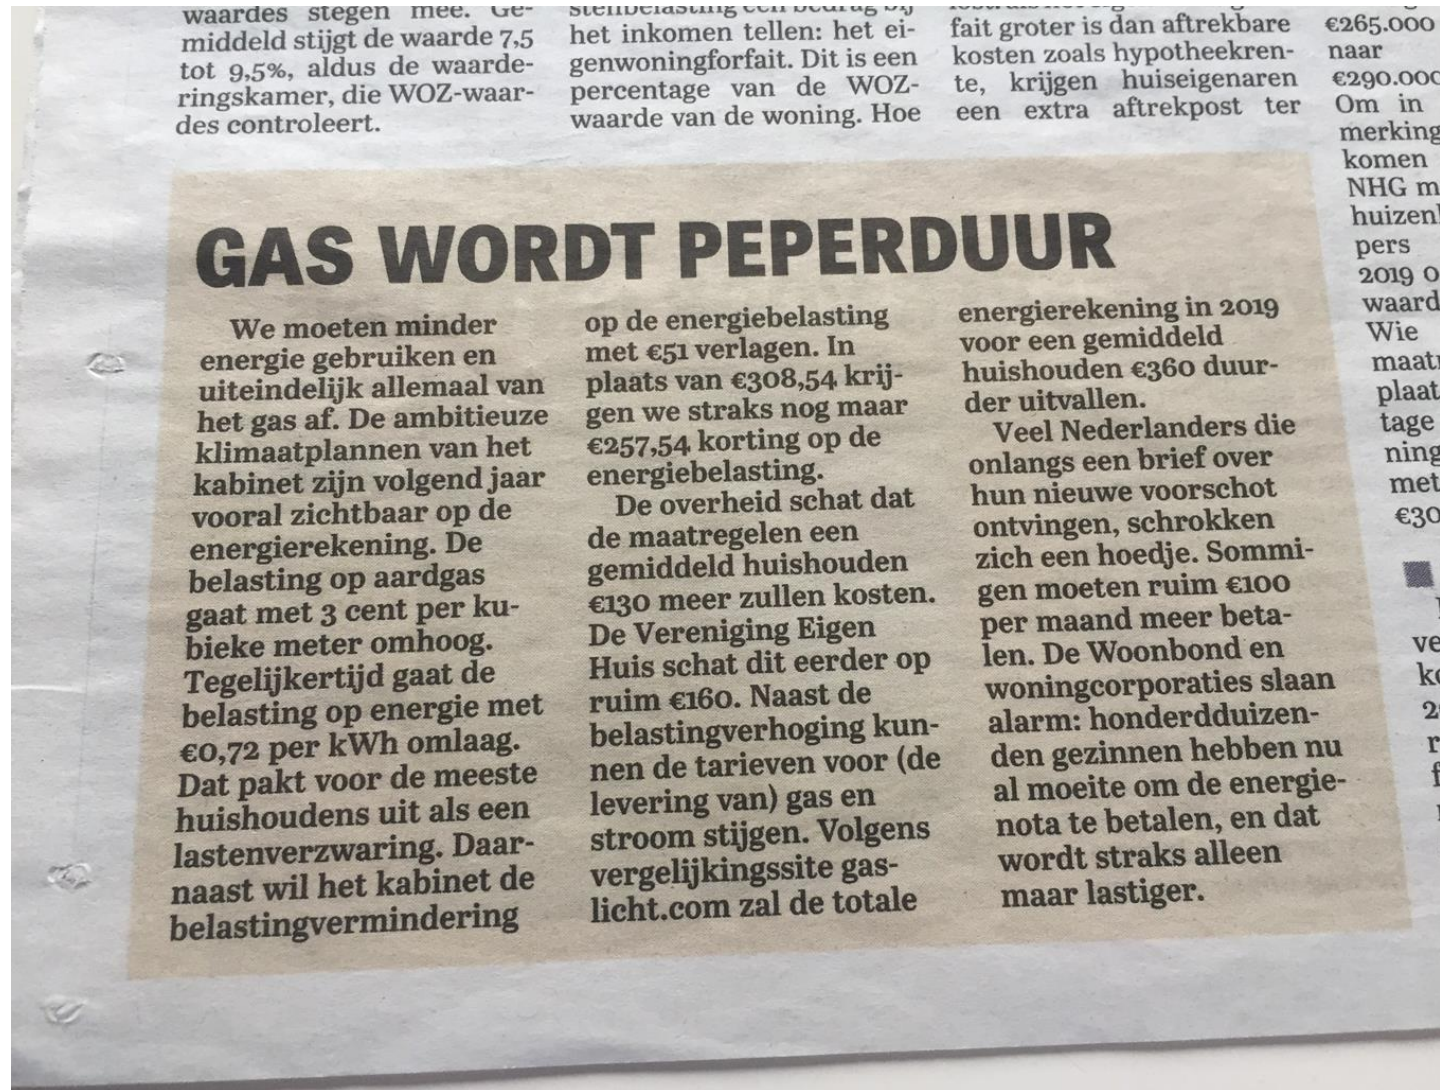 waardes stegen mee. Ge-
middeld stijgt de waarde 7,5
tot 9,5%, aldus de waarde-
ringskamer, die WOZ-waar-
des controleert.
het inkomen tellen: het ei-
genwoningforfait. Dit is een
percentage van de WOZ-
waarde van de woning. Hoe
fait groter is dan aftrekbare
kosten zoals hypotheekren-
te, krijgen huiseigenaren
een extra aftrekpost ter
€265.000
naar
€290.000
Om in
merking
komen
NHG m
huizenl
pers
2019 o
waard
Wie
maatr
plaat
tage
ning
met
€30
GAS WORDT PEPERDUUR
We moeten minder
energie gebruiken en
uiteindelijk allemaal van
het gas af. De ambitieuze
klimaatplannen van het
kabinet zijn volgend jaar
vooral zichtbaar op de
energierekening. De
belasting op aardgas
gaat met 3 cent per ku-
bieke meter omhoog.
Tegelijkertijd gaat de
belasting op energie met
€0,72 per kWh omlaag.
Dat pakt voor de meeste
huishoudens uit als een
lastenverzwaring. Daar-
naast wil het kabinet de
belastingvermindering
op de energiebelasting
met €51 verlagen. In
plaats van €308,54 krij-
gen we straks nog maar
€257,54 korting op de
energiebelasting.
De overheid schat dat
de maatregelen een
gemiddeld huishouden
€130 meer zullen kosten.
De Vereniging Eigen
Huis schat dit eerder op
ruim €160. Naast de
belastingverhoging kun-
nen de tarieven voor (de
levering van) gas en
stroom stijgen. Volgens
vergelijkingssite gas-
licht.com zal de totale
energierekening in 2019
voor een gemiddeld
huishouden €360 duur-
der uitvallen.
Veel Nederlanders die
onlangs een brief over
hun nieuwe voorschot
ontvingen, schrokken
zich een hoedje. Sommi-
gen moeten ruim €100
per maand meer beta-
len. De Woonbond en
woningcorporaties slaan
alarm: honderdduizen-
den gezinnen hebben nu
al moeite om de energie-
nota te betalen, en dat
wordt straks alleen
maar lastiger.